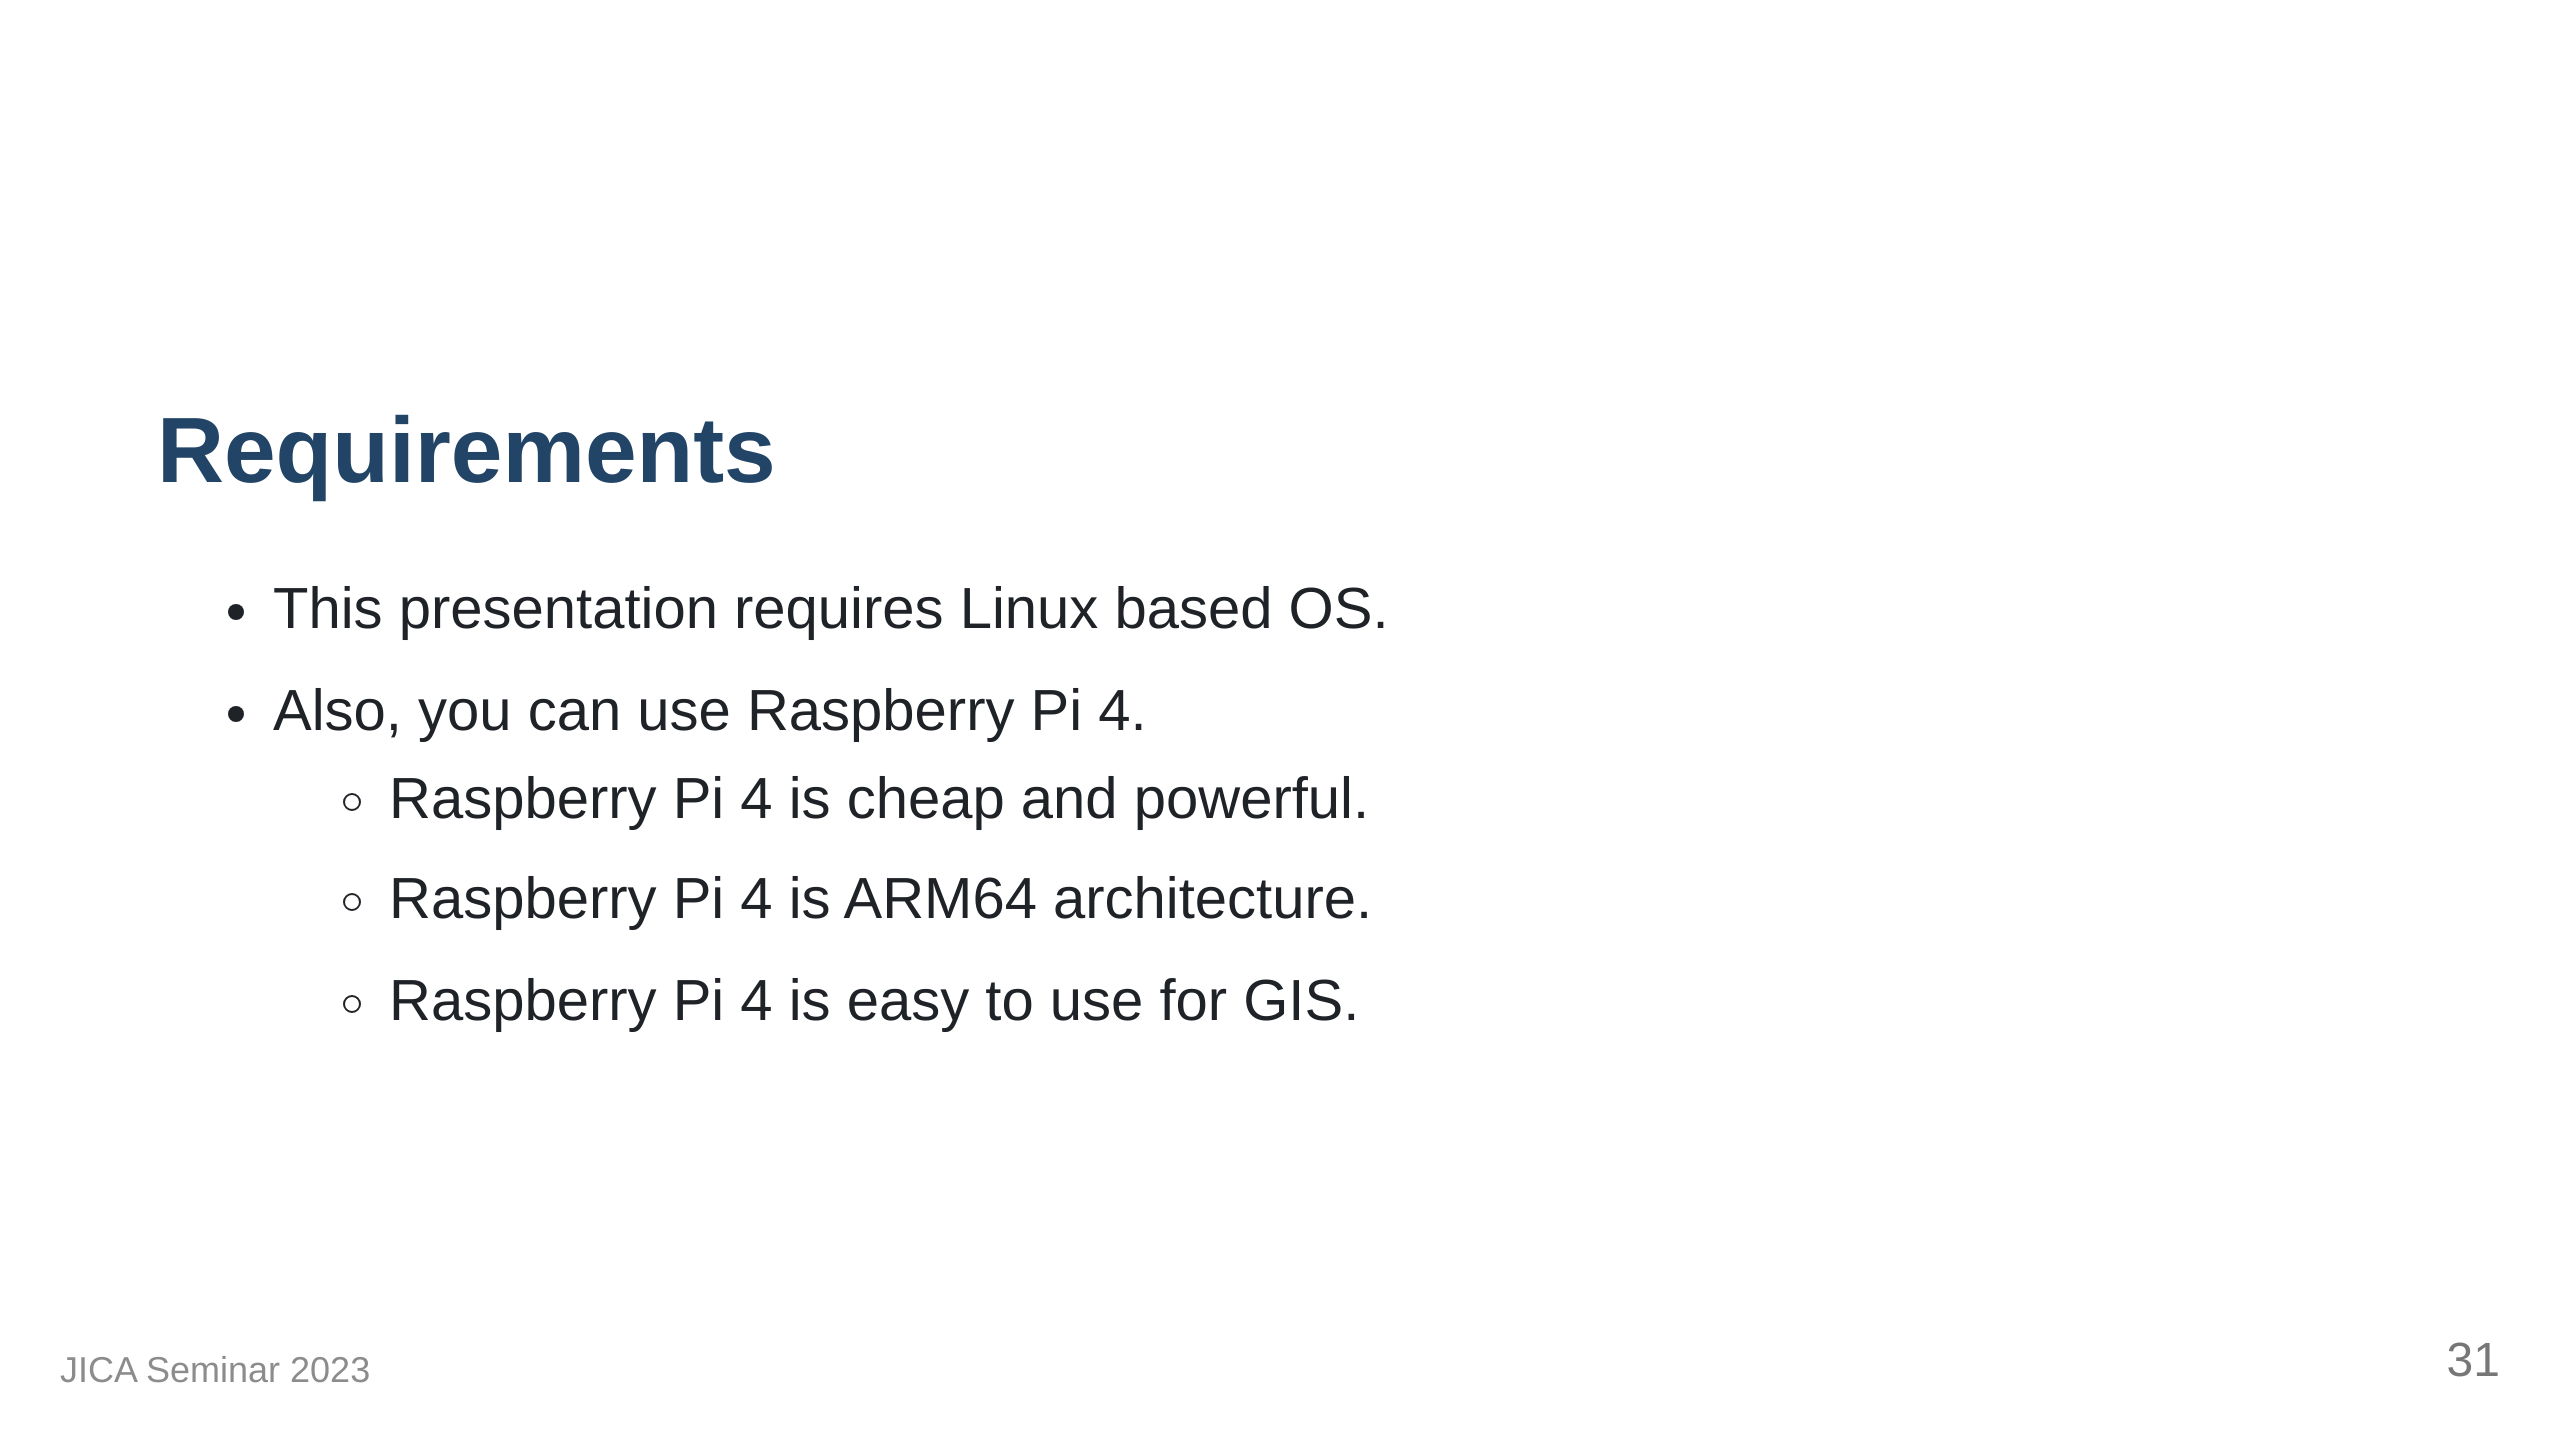 Requirements
• This presentation requires Linux based OS.
• Also, you can use Raspberry Pi 4.
○ Raspberry Pi 4 is cheap and powerful.
○ Raspberry Pi 4 is ARM64 architecture.
○ Raspberry Pi 4 is easy to use for GIS.
JICA Seminar 2023
31